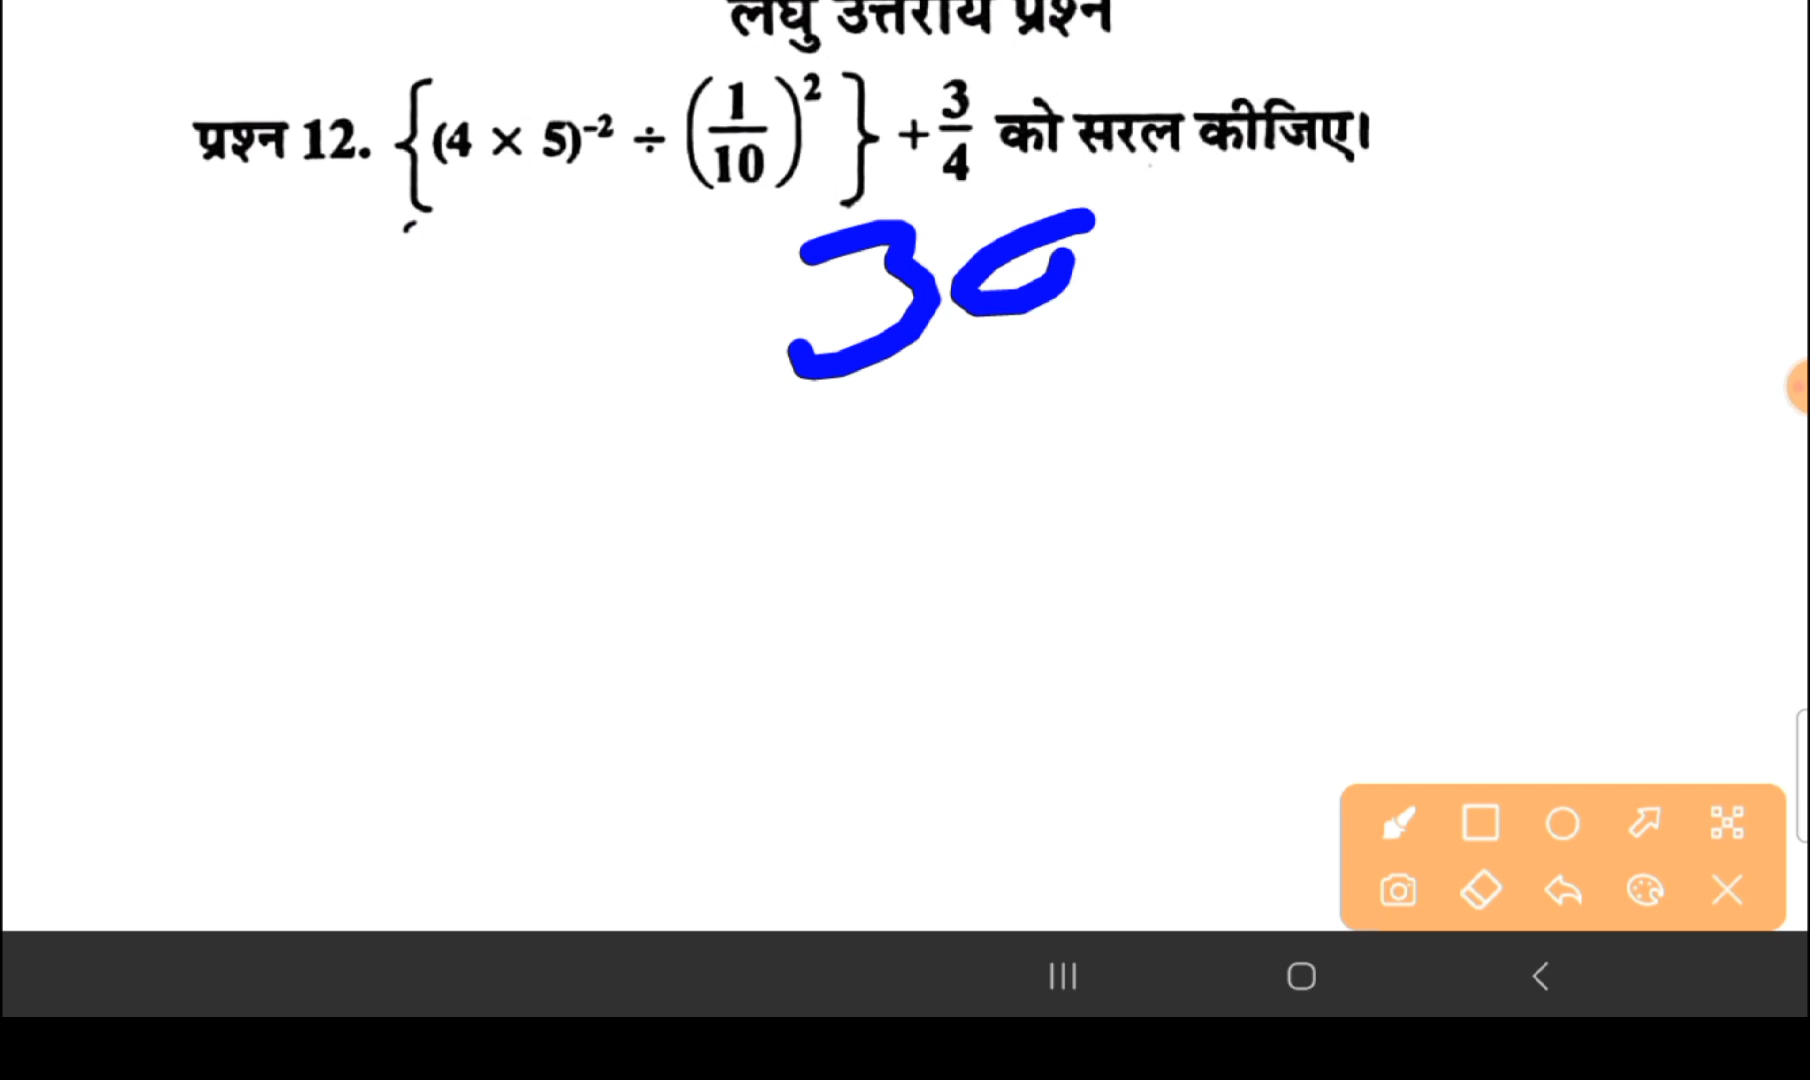 लघु उत्तरीय प्रश्न
प्रश्न 12. {(4 × 5)⁻² ÷ (1/10)²} + 3/4 को सरल कीजिए।
30